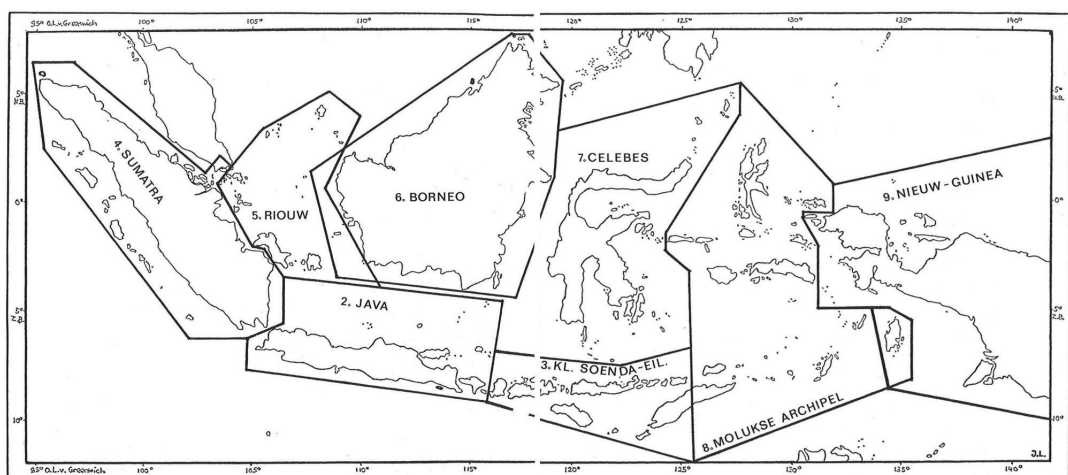 95° O.L.v.Greenwich 100° 105° 110° 115° 120° 125° 130° 135° 140°
5° N.B.
5° N.B.
4. SUMATRA
7. CELEBES
9. NIEUW-GUINEA
6. BORNEO
0°
0°
5. RIOUW
2. JAVA
5°
5°
3. KL. SOENDA-EIL.
8. MOLUKSE ARCHIPEL
10°
10°
J.L.
95° O.L.v. Greenwich 100° 105° 110° 115° 120° 125° 130° 135° 140°